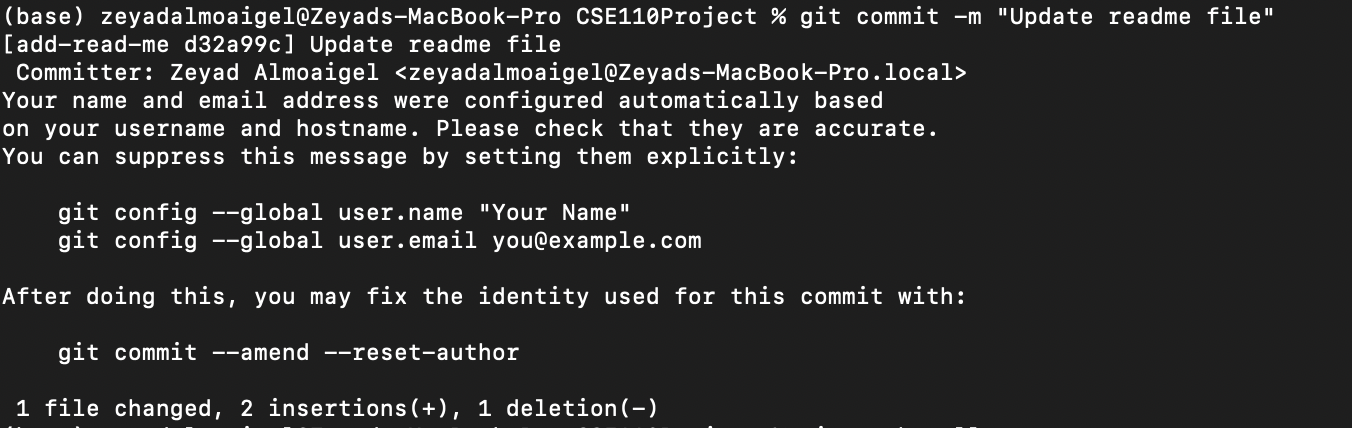 (base) zeyadalmoaigel@Zeyads-MacBook-Pro CSE110Project % git commit -m "Update readme file"
[add-read-me d32a99c] Update readme file
 Committer: Zeyad Almoaigel <zeyadalmoaigel@Zeyads-MacBook-Pro.local>
Your name and email address were configured automatically based
on your username and hostname. Please check that they are accurate.
You can suppress this message by setting them explicitly:

    git config --global user.name "Your Name"
    git config --global user.email you@example.com

After doing this, you may fix the identity used for this commit with:

    git commit --amend --reset-author

 1 file changed, 2 insertions(+), 1 deletion(-)